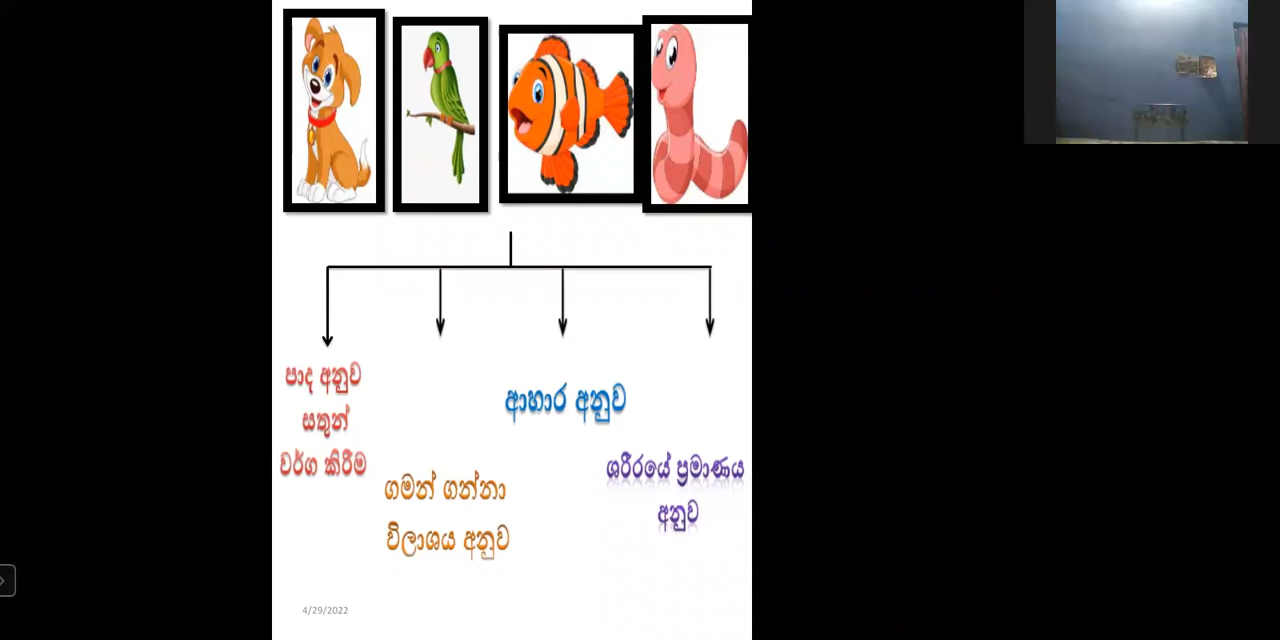 පාද අනුව
සතුන්
වර්ග කිරීම
ගමන් ගන්නා
විලාශය අනුව
ආහාර අනුව
ශරීරයේ ප්‍රමාණය
අනුව
4/29/2022